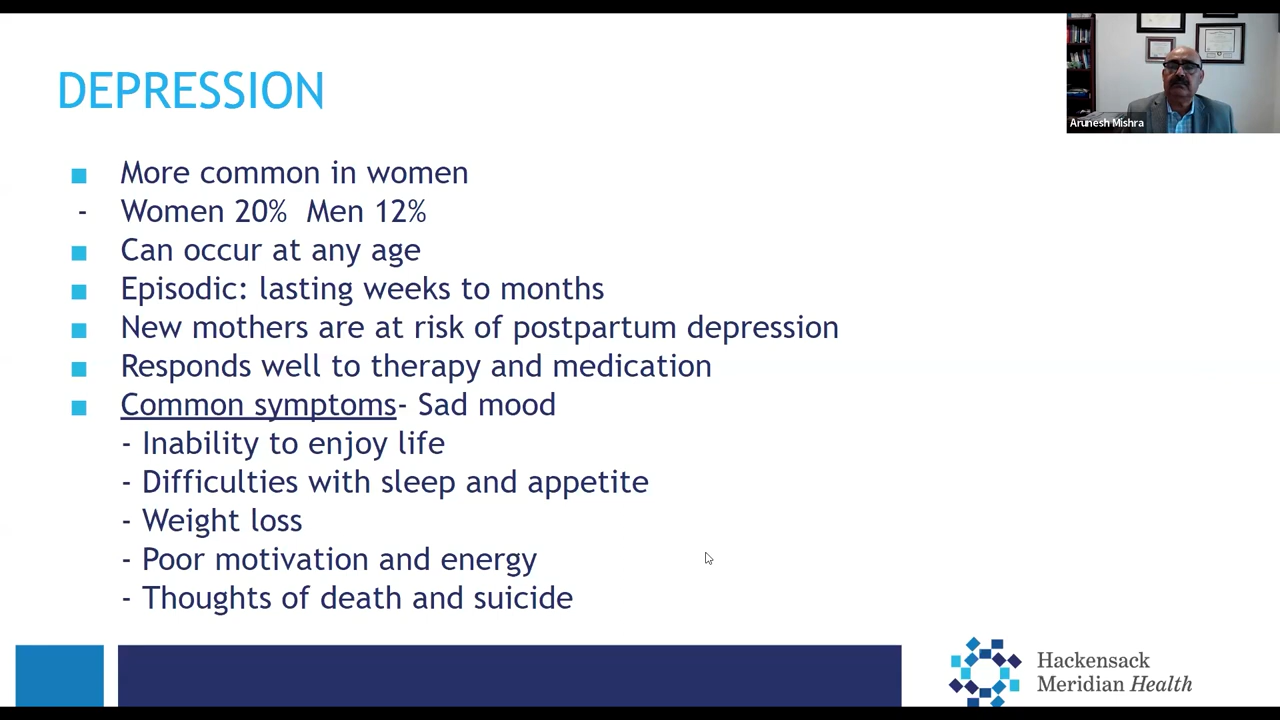 DEPRESSION
Arunesh Mishra
■ More common in women
- Women 20% Men 12%
■ Can occur at any age
■ Episodic: lasting weeks to months
■ New mothers are at risk of postpartum depression
■ Responds well to therapy and medication
■ Common symptoms- Sad mood
- Inability to enjoy life
- Difficulties with sleep and appetite
- Weight loss
- Poor motivation and energy
- Thoughts of death and suicide
Hackensack
Meridian Health